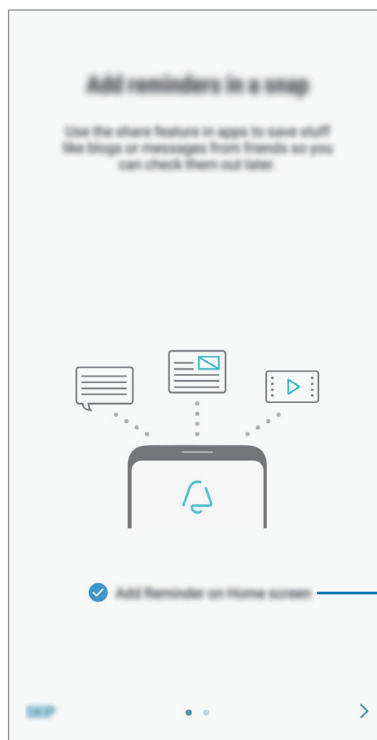 Add reminders in a snap
Use the share feature in apps to save stuff
like blogs or messages from friends so you
can check them out later.
Add Reminder on Home screen
SKIP